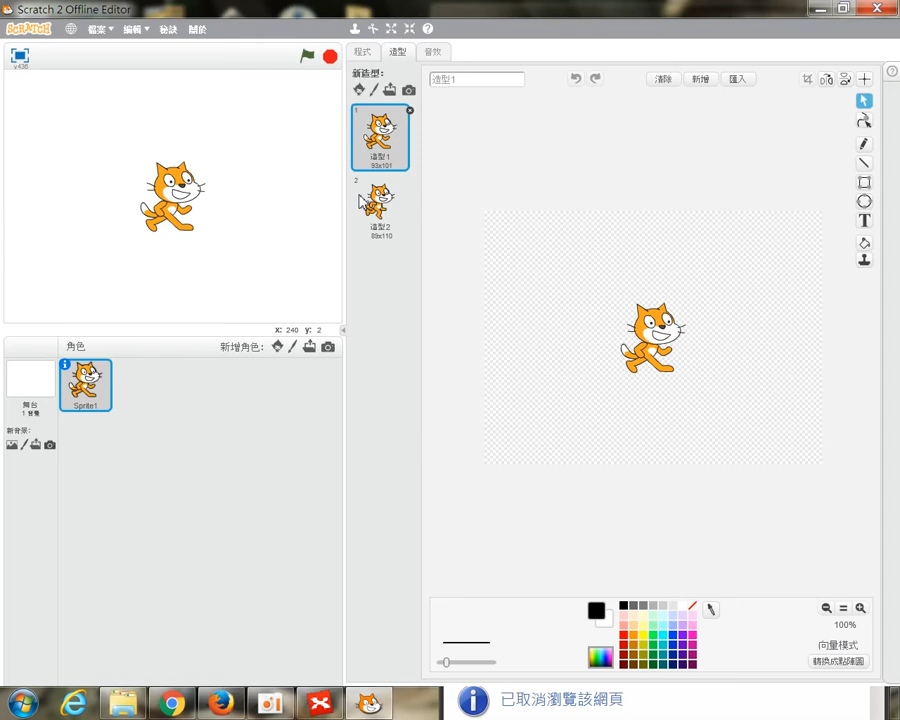 Scratch 2 Offline Editor
SCRATCH 檔案 編輯 秘訣 關於
v436
程式 造型 音效
新造型:
造型1
清除 新增 匯入
1
造型1
93x101
2
造型2
89x110
T
x: 240 y: 2
角色
新增角色:
舞台
1 背景
Sprite1
新背景:
100%
向量模式
轉換成點陣圖
已取消瀏覽該網頁